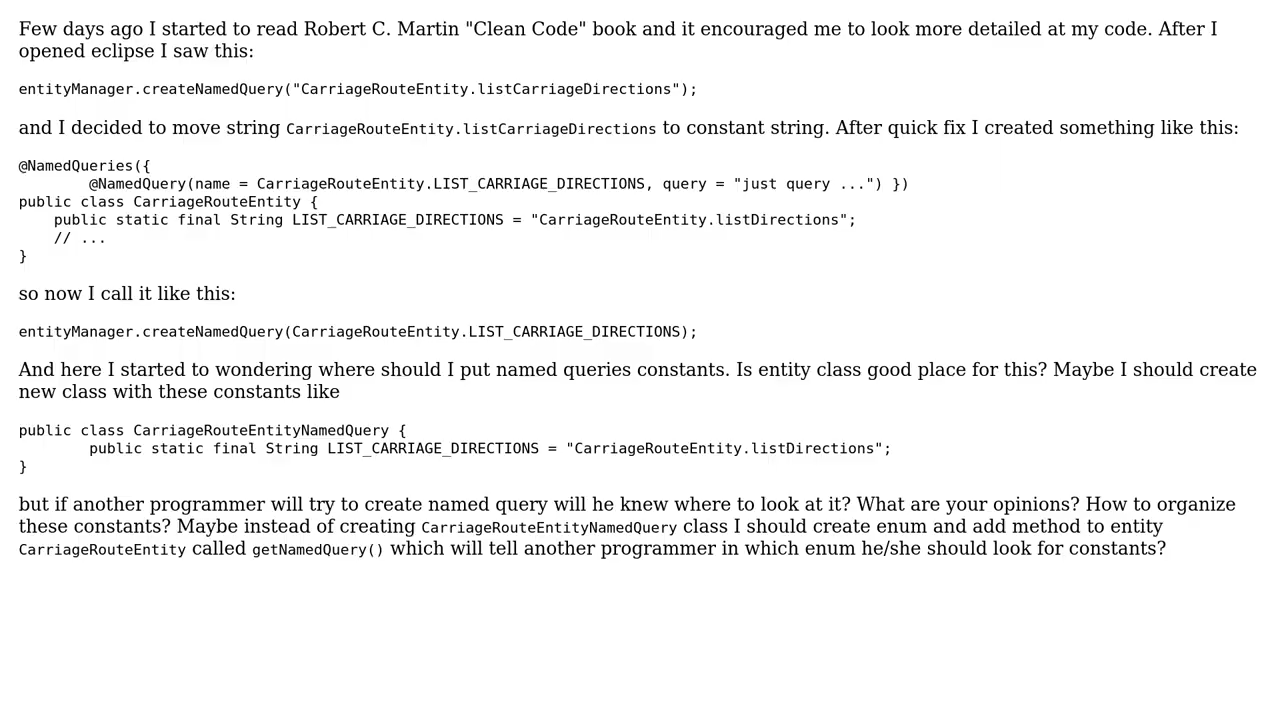 Few days ago I started to read Robert C. Martin "Clean Code" book and it encouraged me to look more detailed at my code. After I
opened eclipse I saw this:
entityManager.createNamedQuery("CarriageRouteEntity.listCarriageDirections");
and I decided to move string CarriageRouteEntity.listCarriageDirections to constant string. After quick fix I created something like this:
@NamedQueries({
        @NamedQuery(name = CarriageRouteEntity.LIST_CARRIAGE_DIRECTIONS, query = "just query ...") })
public class CarriageRouteEntity {
    public static final String LIST_CARRIAGE_DIRECTIONS = "CarriageRouteEntity.listDirections";
    // ...
}
so now I call it like this:
entityManager.createNamedQuery(CarriageRouteEntity.LIST_CARRIAGE_DIRECTIONS);
And here I started to wondering where should I put named queries constants. Is entity class good place for this? Maybe I should create
new class with these constants like
public class CarriageRouteEntityNamedQuery {
        public static final String LIST_CARRIAGE_DIRECTIONS = "CarriageRouteEntity.listDirections";
}
but if another programmer will try to create named query will he knew where to look at it? What are your opinions? How to organize
these constants? Maybe instead of creating CarriageRouteEntityNamedQuery class I should create enum and add method to entity
CarriageRouteEntity called getNamedQuery() which will tell another programmer in which enum he/she should look for constants?